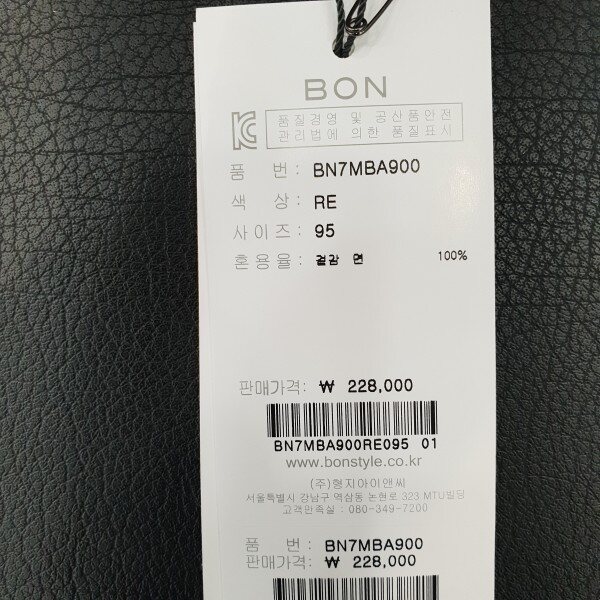 BON
품질경영 및 공산품안전
관리법에 의한 품질표시
품 번: BN7MBA900
색 상: RE
사이즈: 95
혼용율: 겉감 면 100%
판매가격: ₩ 228,000
BN7MBA900RE095 01
www.bonstyle.co.kr
(주)형지아이앤씨
서울특별시 강남구 역삼동 논현로 323 MTU빌딩
고객만족실 : 080-349-7200
품 번: BN7MBA900
판매가격: ₩ 228,000